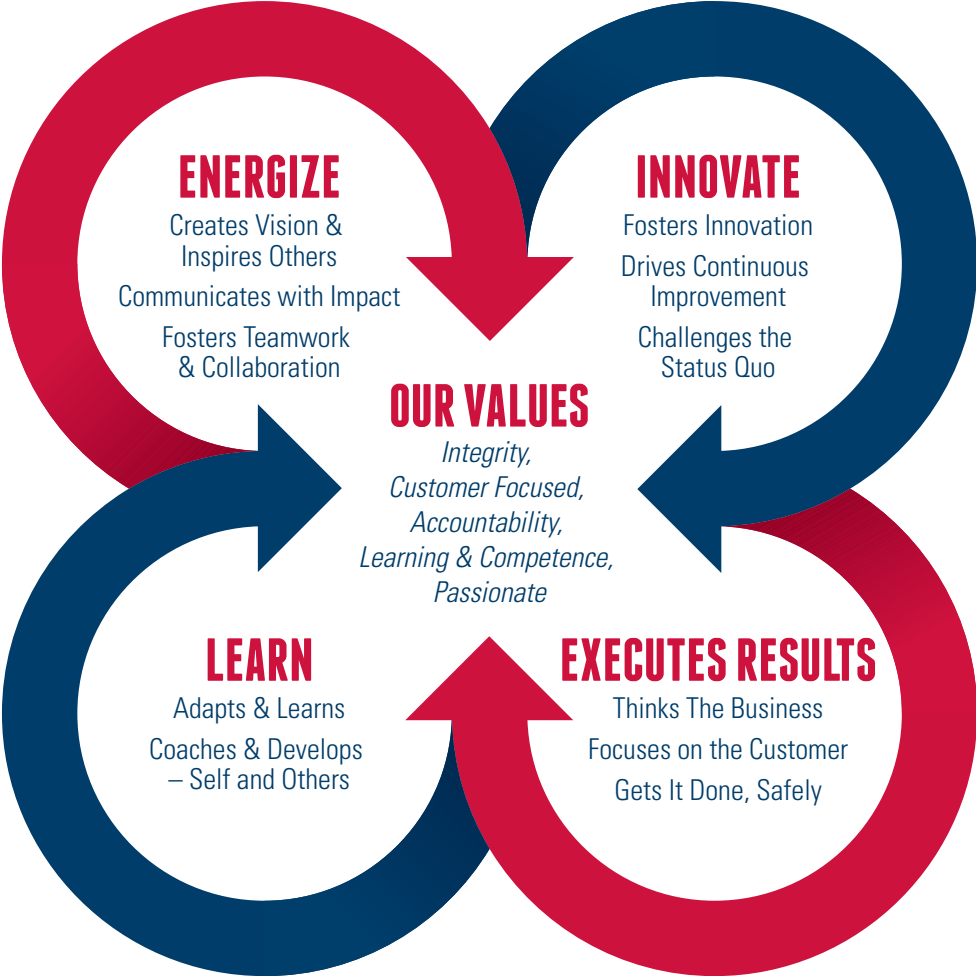 ENERGIZE
Creates Vision &
Inspires Others
Communicates with Impact
Fosters Teamwork
& Collaboration
INNOVATE
Fosters Innovation
Drives Continuous
Improvement
Challenges the
Status Quo
OUR VALUES
Integrity,
Customer Focused,
Accountability,
Learning & Competence,
Passionate
LEARN
Adapts & Learns
Coaches & Develops
– Self and Others
EXECUTES RESULTS
Thinks The Business
Focuses on the Customer
Gets It Done, Safely